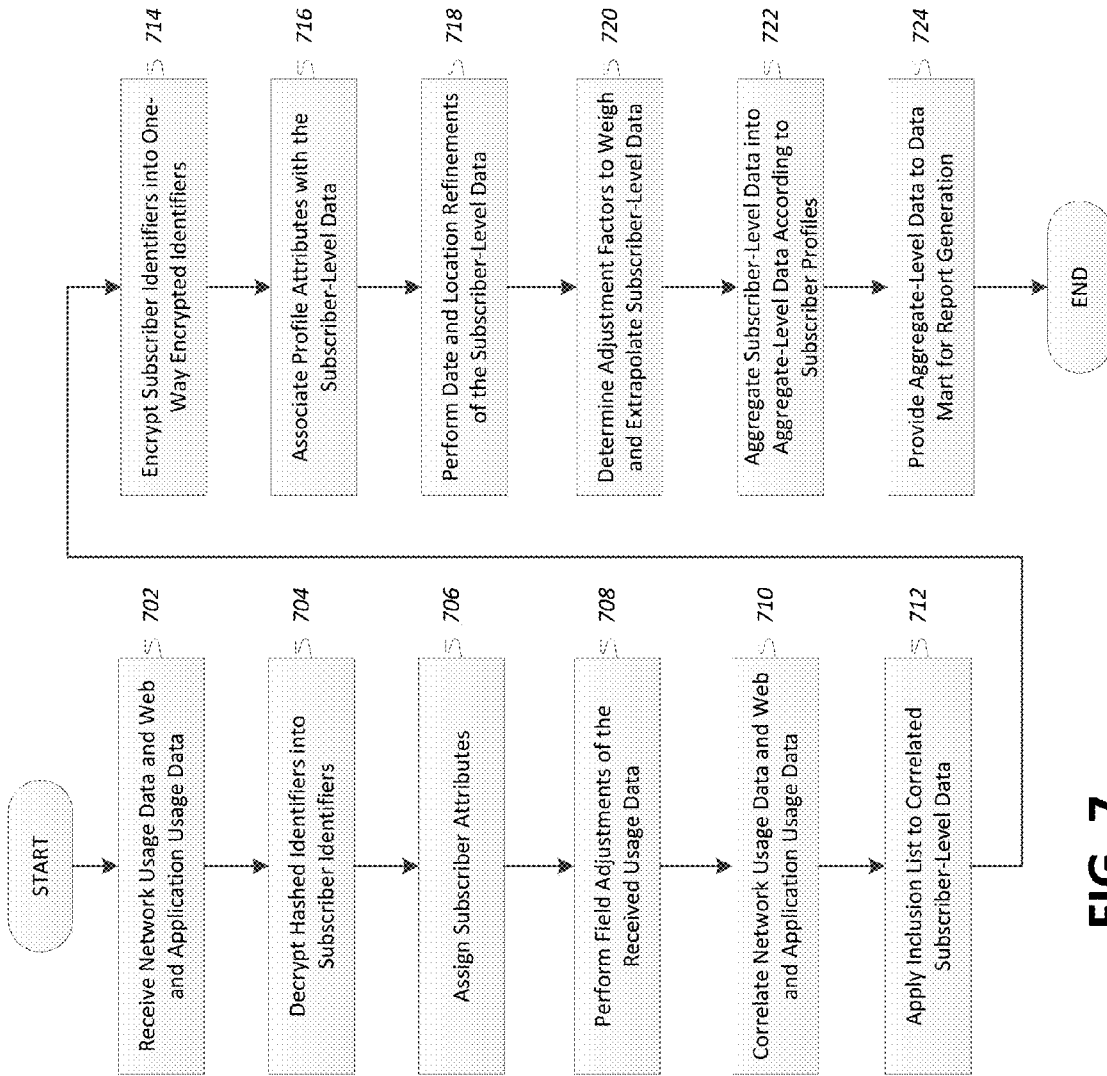 START
Receive Network Usage Data and Web
and Application Usage Data
702
Decrypt Hashed Identifiers into
Subscriber Identifiers
704
Assign Subscriber Attributes
706
Perform Field Adjustments of the
Received Usage Data
708
Correlate Network Usage Data and Web
and Application Usage Data
710
Apply Inclusion List to Correlated
Subscriber-Level Data
712
Encrypt Subscriber Identifiers into One-
Way Encrypted Identifiers
714
Associate Profile Attributes with the
Subscriber-Level Data
716
Perform Date and Location Refinements
of the Subscriber-Level Data
718
Determine Adjustment Factors to Weigh
and Extrapolate Subscriber-Level Data
720
Aggregate Subscriber-Level Data into
Aggregate-Level Data According to
Subscriber Profiles
722
Provide Aggregate-Level Data to Data
Mart for Report Generation
724
END
FIG. 7